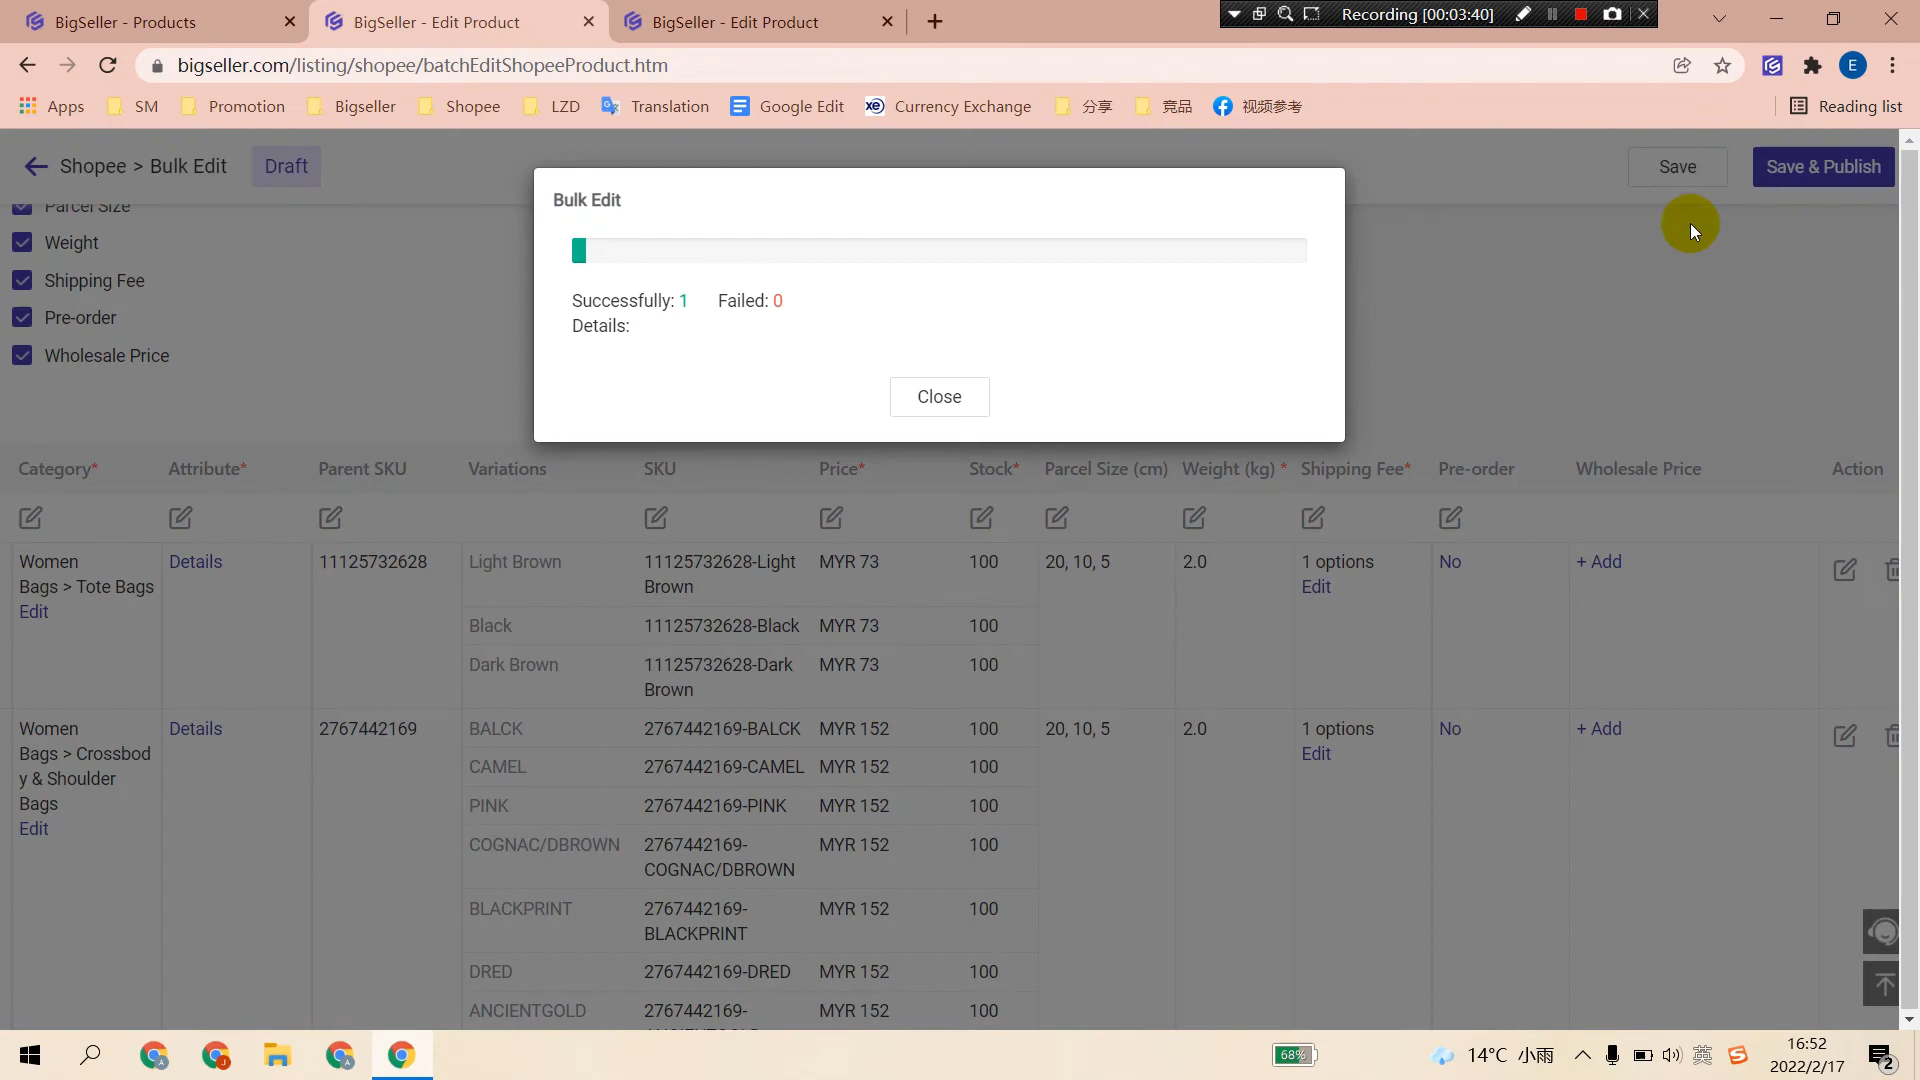 BigSeller - Products
BigSeller - Edit Product
BigSeller - Edit Product
Recording [00:03:40]
bigseller.com/listing/shopee/batchEditShopeeProduct.htm
E
Apps
SM
Promotion
Bigseller
Shopee
LZD
Translation
Google Edit
xe
Currency Exchange
分享
竞品
视频参考
Reading list
Shopee > Bulk Edit
Draft
Save
Save & Publish
Bulk Edit
Successfully: 1 Failed: 0
Details:
Close
Parcel Size
Weight
Shipping Fee
Pre-order
Wholesale Price
Category* Attribute* Parent SKU Variations SKU Price* Stock* Parcel Size (cm) Weight (kg) * Shipping Fee* Pre-order Wholesale Price Action
Women
Bags > Tote Bags
Edit
Details
11125732628
Light Brown
11125732628-Light
Brown
MYR 73
100
20, 10, 5
2.0
1 options
Edit
No
+ Add
Black
11125732628-Black
MYR 73
100
Dark Brown
11125732628-Dark
Brown
MYR 73
100
Women
Bags > Crossbod
y & Shoulder
Bags
Edit
Details
2767442169
BALCK
2767442169-BALCK
MYR 152
100
20, 10, 5
2.0
1 options
Edit
No
+ Add
CAMEL
2767442169-CAMEL
MYR 152
100
PINK
2767442169-PINK
MYR 152
100
COGNAC/DBROWN
2767442169-
COGNAC/DBROWN
MYR 152
100
BLACKPRINT
2767442169-
BLACKPRINT
MYR 152
100
DRED
2767442169-DRED
MYR 152
100
ANCIENTGOLD
2767442169-
MYR 152
100
68%
14°C 小雨
英
16:52
2022/2/17
2